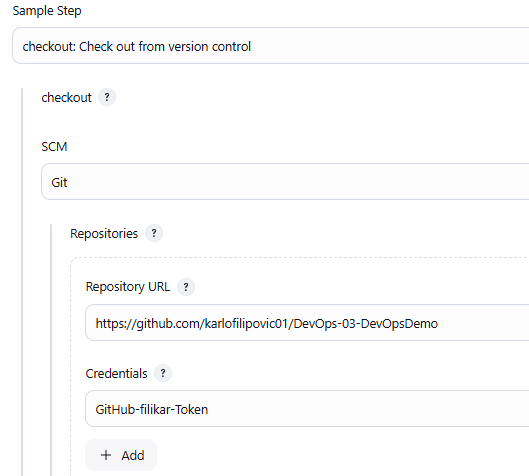 Sample Step
checkout: Check out from version control
checkout ?
SCM
Git
Repositories ?
Repository URL ?
https://github.com/karlofilipovic01/DevOps-03-DevOpsDemo
Credentials ?
GitHub-filikar-Token
+ Add